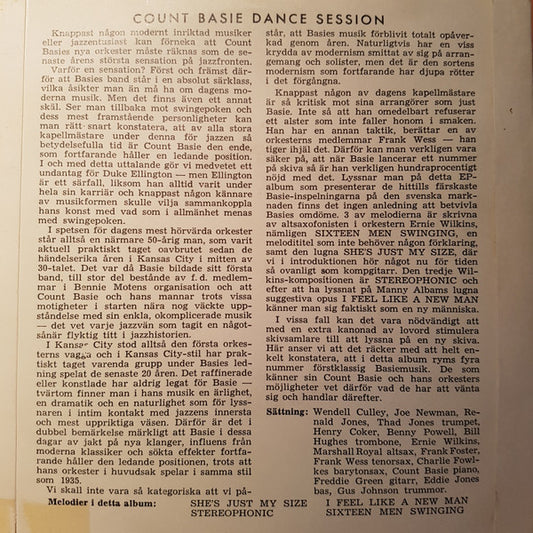 COUNT BASIE DANCE SESSION
Knappast någon modernt inriktad musiker
eller jazzentusiast kan förneka att Count
Basies nya orkester måste räknas som de se-
naste årens största sensation på jazzfronten.
Varför en sensation? Först och främst där-
för att Basies band står i en absolut särklass,
vilka åsikter man än må ha om dagens mo-
derna musik. Men det finns även ett annat
skäl. Ser man tillbaka mot swingepoken och
dess mest framstående personligheter kan
man rätt snart konstatera, att av alla stora
kapellmästare under denna för jazzen så
betydelsefulla tid är Count Basie den ende,
som fortfarande håller en ledande position.
I och med detta uttalande gör vi medvetet ett
undantag för Duke Ellington — men Ellington
är ett särfall, liksom han alltid varit under
hela sin karriär och knappast någon kännare
av musikformen skulle vilja sammankoppla
hans konst med vad som i allmänhet menas
med swingepoken.
I spetsen för dagens mest hörvärda orkester
står alltså en närmare 50-årig man, som varit
aktuell praktiskt taget oavbrutet sedan de
händelserika åren i Kansas City i mitten av
30-talet. Det var då Basie bildade sitt första
band, till stor del bestående av f. d. medlem-
mar i Bennie Motens organisation och att
Count Basie och hans mannar trots vissa
motigheter i starten nära nog väckte upp-
ståndelse med sin enkla, okomplicerade musik
— det vet varje jazzvän som tagit en något-
sånär flyktig titt i jazzhistorien.
I Kansas City stod alltså den första orkes-
terns vagga och i Kansas City-stil har prak-
tiskt taget varenda grupp under Basies led-
ning spelat de senaste 20 åren. Det raffinerade
eller konstlade har aldrig legat för Basie —
tvärtom finner man i hans musik en ärlighet,
en dramatik och en naturlighet som för lyss-
naren i intim kontakt med jazzens innersta
och mest uppriktiga väsen. Därför är det i
dubbel bemärkelse märkligt att Basie i dessa
dagar av jakt på nya klanger, influens från
moderna klassiker och sökta effekter fortfa-
rande håller den ledande positionen, trots att
hans orkester i huvudsak spelar i samma stil
som 1935.
Vi skall inte vara så kategoriska att vi på-
står, att Basies musik förblivit totalt opåver-
kad genom åren. Naturligtvis har en viss
krydda av modernism smittat av sig på arran-
gemang och solister, men det är den sortens
modernism som fortfarande har djupa rötter
i det förgångna.
Knappast någon av dagens kapellmästare
är så kritisk mot sina arrangörer som just
Basie. Inte så att han omedelbart refuserar
ett alster som inte faller honom i smaken.
Han har en annan taktik, berättar en av
orkesterns medlemmar Frank Wess — han
tiger ihjäl det. Därför kan man verkligen vara
säker på, att när Basie lancerar ett nummer
på skiva så är han verkligen hundraprocentigt
nöjd med det. Lyssnar man på detta EP-
album som presenterar de hittills färskaste
Basie-inspelningarna på den svenska mark-
naden finns det ingen anledning att betvivla
Basies omdöme. 3 av melodierna är skrivna
av altsaxofonisten i orkestern Ernie Wilkins,
nämligen SIXTEEN MEN SWINGING, en
melodititel som inte behöver någon förklaring,
samt den lugna SHE'S JUST MY SIZE, där
vi i introduktionen hör något nu för tiden
så ovanligt som kompgitarr. Den tredje Wil-
kins-kompositionen är STEREOPHONIC och
efter att ha lyssnat på Manny Albams lugna
suggestiva opus I FEEL LIKE A NEW MAN
känner man sig faktiskt som en ny människa.
I vissa fall kan det vara nödvändigt att
med en extra kanonad av lovord stimulera
skivsamlare till att lyssna på en ny skiva.
Här anser vi att det räcker med att helt en-
kelt konstatera, att i detta album ryms fyra
nummer förstklassig Basiemusik. De som
känner sin Count Basie och hans orkesters
möjligheter vet därför vad de har att vänta
sig och handlar därefter.
Sättning: Wendell Culley, Joe Newman, Re-
nald Jones, Thad Jones trumpet,
Henry Coker, Benny Powell, Bill
Hughes trombone, Ernie Wilkins,
Marshall Royal altsax, Frank Foster,
Frank Wess tenorsax, Charlie Fowl-
kes barytonsax, Count Basie piano,
Freddie Green gitarr, Eddie Jones
bas, Gus Johnson trummor.
Melodier i detta album: SHE'S JUST MY SIZE I FEEL LIKE A NEW MAN
STEREOPHONIC SIXTEEN MEN SWINGING